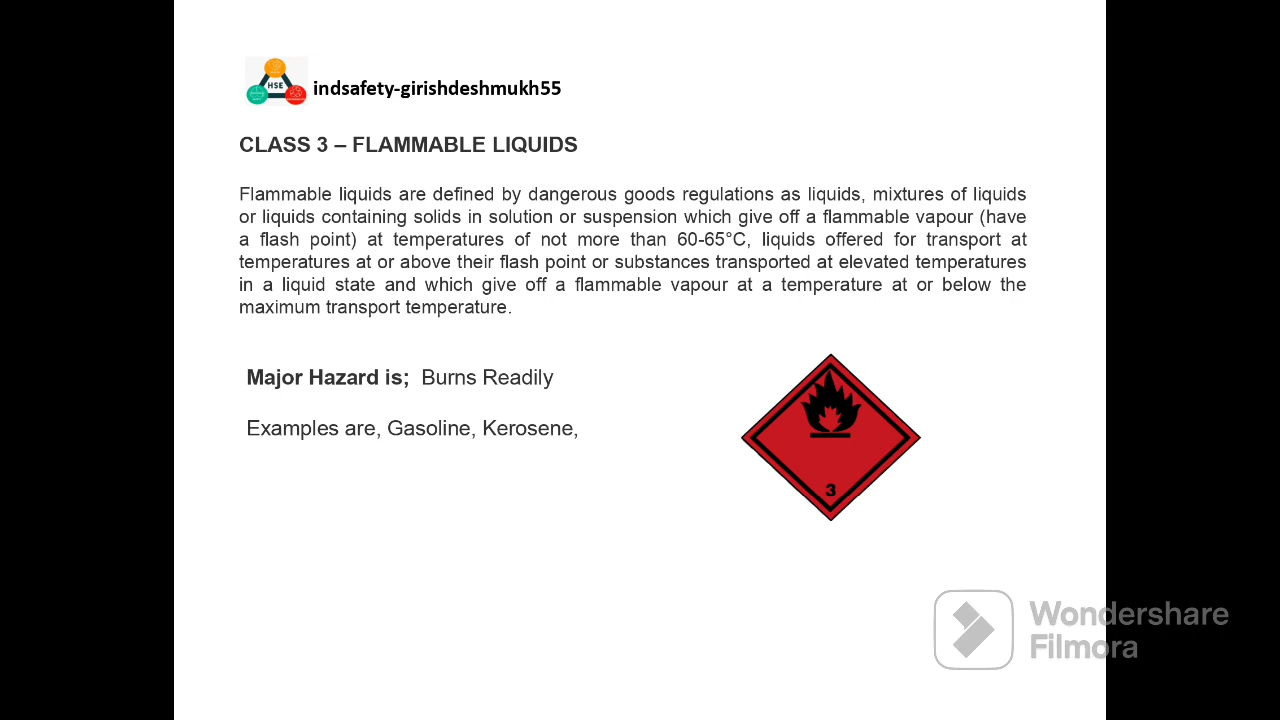 HSE
indsafety-girishdeshmukh55
CLASS 3 – FLAMMABLE LIQUIDS
Flammable liquids are defined by dangerous goods regulations as liquids, mixtures of liquids
or liquids containing solids in solution or suspension which give off a flammable vapour (have
a flash point) at temperatures of not more than 60-65°C, liquids offered for transport at
temperatures at or above their flash point or substances transported at elevated temperatures
in a liquid state and which give off a flammable vapour at a temperature at or below the
maximum transport temperature.
Major Hazard is; Burns Readily
Examples are, Gasoline, Kerosene,
3
Wondershare
Filmora